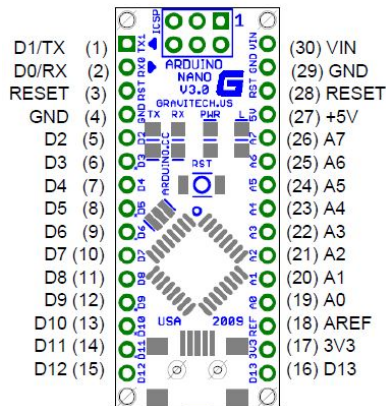 D1/TX (1)
D0/RX (2)
RESET (3)
GND (4)
D2 (5)
D3 (6)
D4 (7)
D5 (8)
D6 (9)
D7 (10)
D8 (11)
D9 (12)
D10 (13)
D11 (14)
D12 (15)
ICSP
1
ARDUINO
NANO
V3.0
G
GRAVITECH.US
TX RX PWR L
RST
ARDUINO.CC
TX1
RX0
RST
GND
D2
D3
D4
D5
D6
D7
D8
D9
D10
D11
D12
VIN
GND
RST
5V
A7
A6
A5
A4
A3
A2
A1
A0
REF
3V3
D13
USA 2009
(30) VIN
(29) GND
(28) RESET
(27) +5V
(26) A7
(25) A6
(24) A5
(23) A4
(22) A3
(21) A2
(20) A1
(19) A0
(18) AREF
(17) 3V3
(16) D13